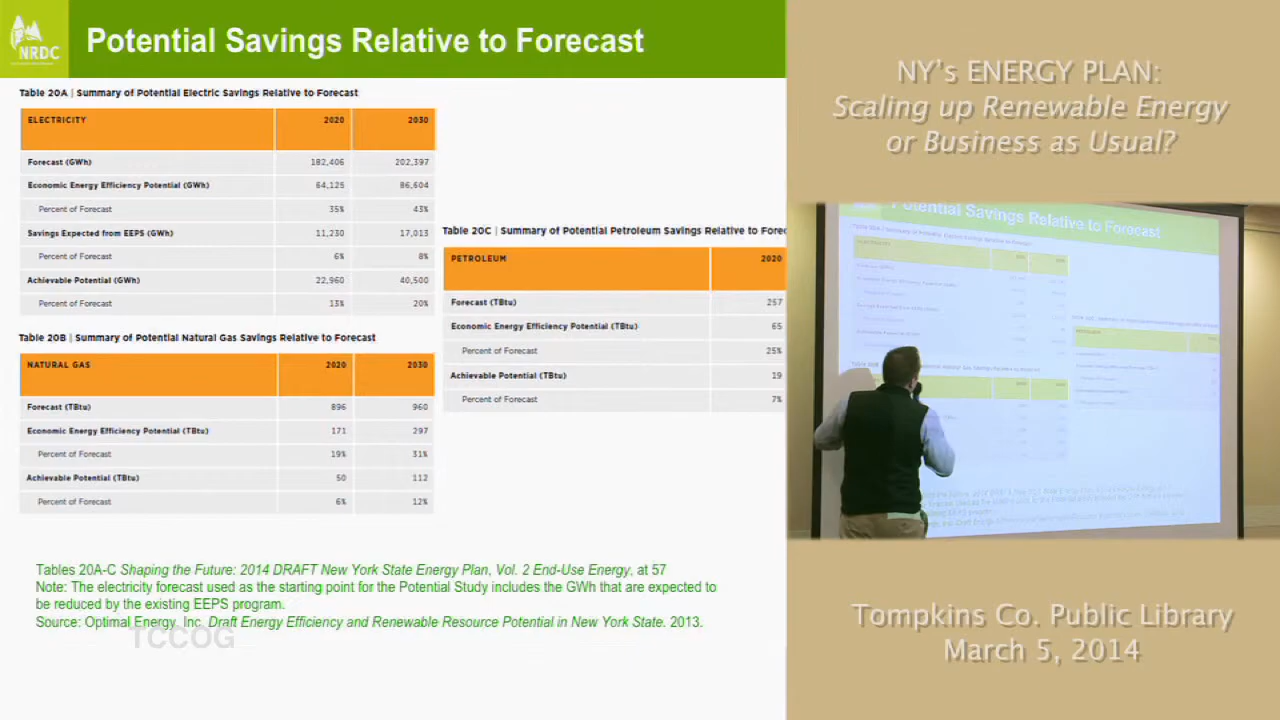 NRDC
Potential Savings Relative to Forecast
Table 20A | Summary of Potential Electric Savings Relative to Forecast
ELECTRICITY 2020 2030
Forecast (GWh) 182,406 202,397
Economic Energy Efficiency Potential (GWh) 64,125 86,604
Percent of Forecast 35% 43%
Savings Expected from EEPS (GWh) 11,230 17,013
Percent of Forecast 6% 8%
Achievable Potential (GWh) 22,960 40,500
Percent of Forecast 13% 20%
Table 20B | Summary of Potential Natural Gas Savings Relative to Forecast
NATURAL GAS 2020 2030
Forecast (TBtu) 896 960
Economic Energy Efficiency Potential (TBtu) 171 297
Percent of Forecast 19% 31%
Achievable Potential (TBtu) 50 112
Percent of Forecast 6% 12%
Table 20C | Summary of Potential Petroleum Savings Relative to Forec
PETROLEUM 2020
Forecast (TBtu) 257
Economic Energy Efficiency Potential (TBtu) 65
Percent of Forecast 25%
Achievable Potential (TBtu) 19
Percent of Forecast 7%
Tables 20A-C Shaping the Future: 2014 DRAFT New York State Energy Plan, Vol. 2 End-Use Energy, at 57
Note: The electricity forecast used as the starting point for the Potential Study includes the GWh that are expected to
be reduced by the existing EEPS program.
Source: Optimal Energy, Inc. Draft Energy Efficiency and Renewable Resource Potential in New York State. 2013.
TCCOG
NY's ENERGY PLAN:
Scaling up Renewable Energy
or Business as Usual?
Potential Savings Relative to Forecast
Tompkins Co. Public Library
March 5, 2014